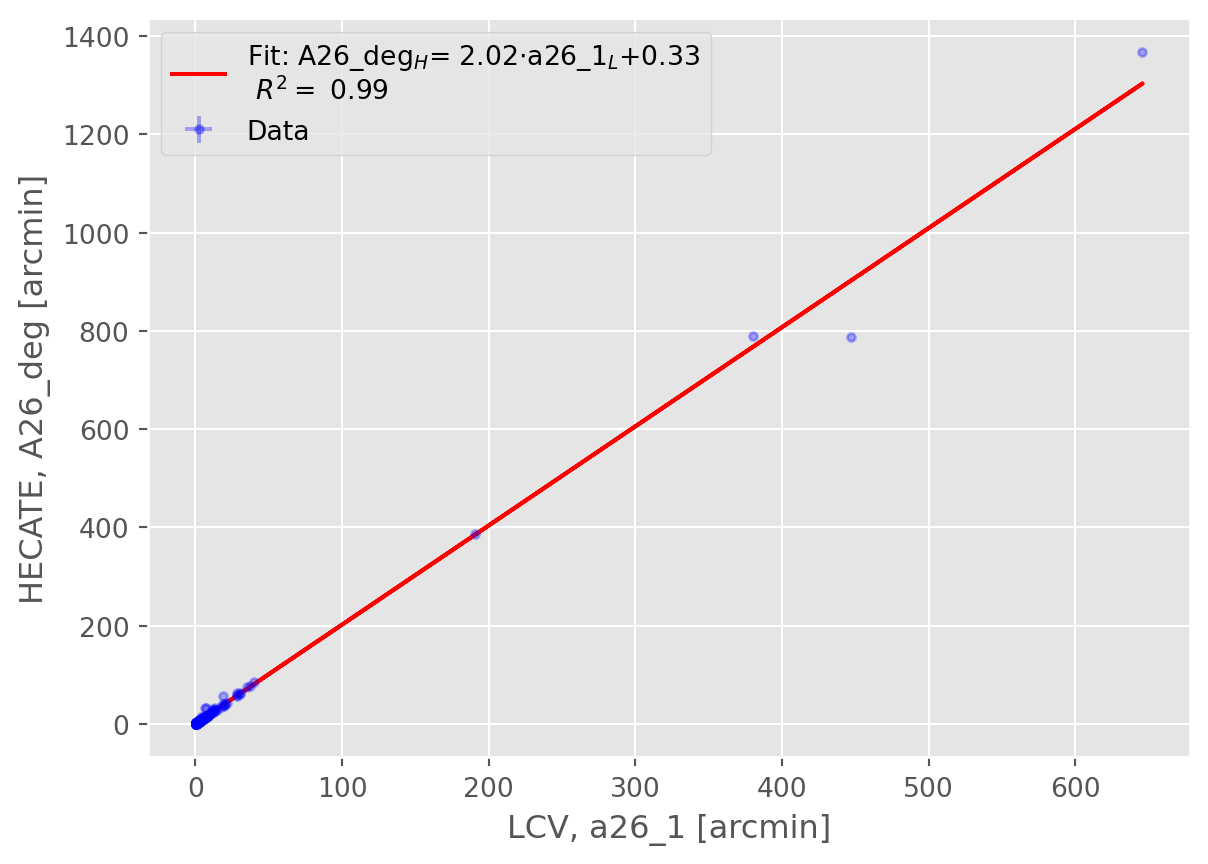 Fit: A26_deg_H= 2.02·a26_1_L+0.33
R²= 0.99
Data
1400
1200
1000
800
600
400
200
0
HECATE, A26_deg [arcmin]
0 100 200 300 400 500 600
LCV, a26_1 [arcmin]